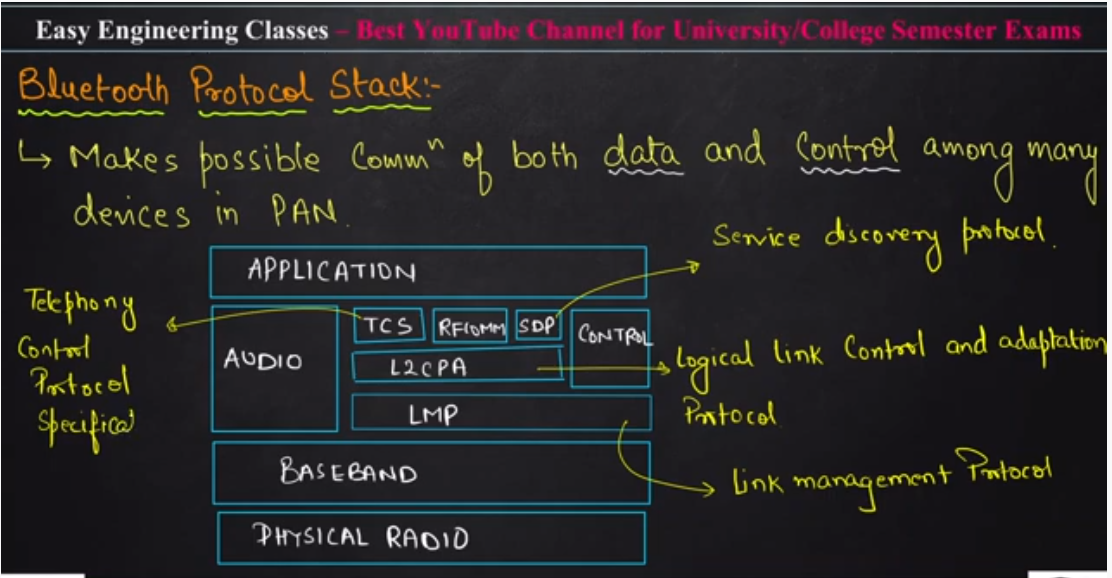 Easy Engineering Classes – Best YouTube Channel for University/College Semester Exams
Bluetooth Protocol Stack:-
↳ Makes possible Commⁿ of both data and Control among many
devices in PAN.
Service discovery protocol.
APPLICATION
Telephony
Control
Protocol
Specificaⁿ
TCS
RFCOMM
SDP
CONTROL
AUDIO
L2CPA
Logical link Control and adaptation
Protocol
LMP
BASEBAND
Link management Protocol
PHYSICAL RADIO